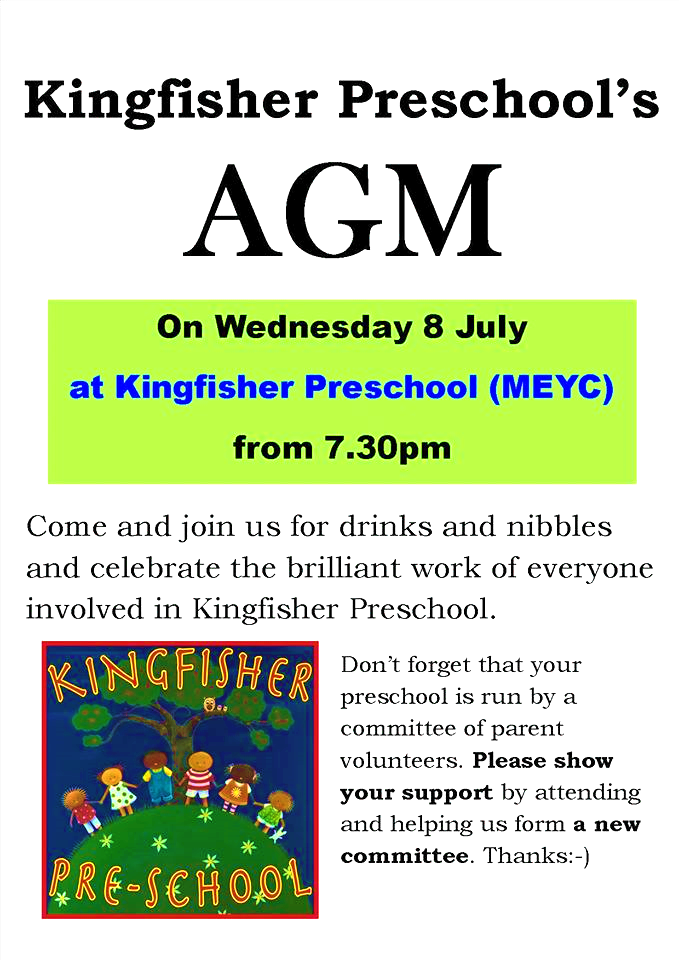 Kingfisher Preschool’s
AGM
On Wednesday 8 July
at Kingfisher Preschool (MEYC)
from 7.30pm
Come and join us for drinks and nibbles
and celebrate the brilliant work of everyone
involved in Kingfisher Preschool.
KINGFISHER
PRE-SCHOOL
Don’t forget that your
preschool is run by a
committee of parent
volunteers. Please show
your support by attending
and helping us form a new
committee. Thanks:-)